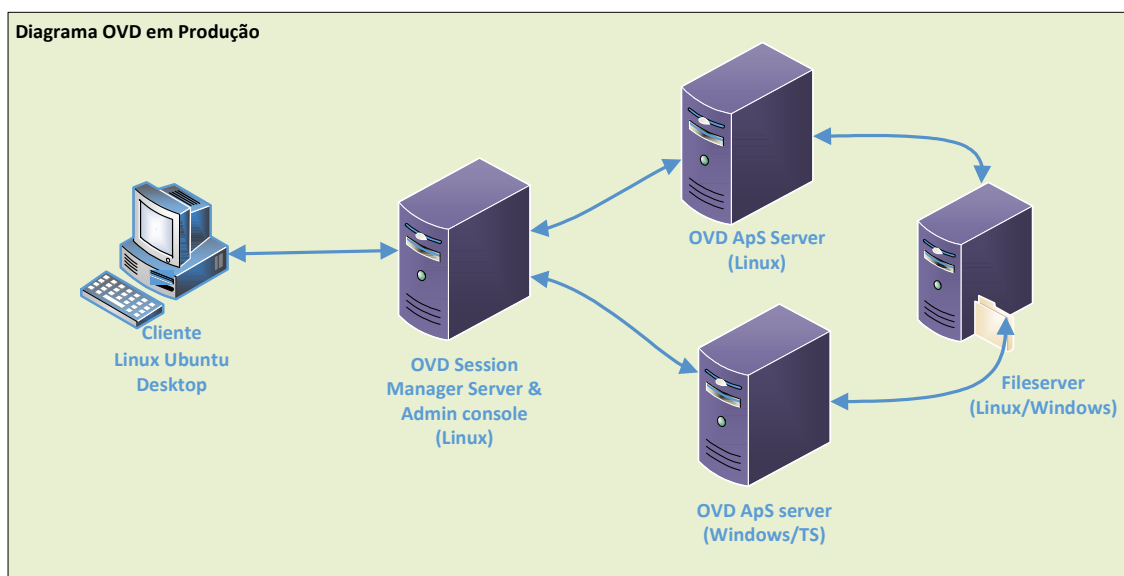 Diagrama OVD em Produção
OVD ApS Server
(Linux)
Cliente
Linux Ubuntu
Desktop
OVD Session
Manager Server &
Admin console
(Linux)
Fileserver
(Linux/Windows)
OVD ApS server
(Windows/TS)